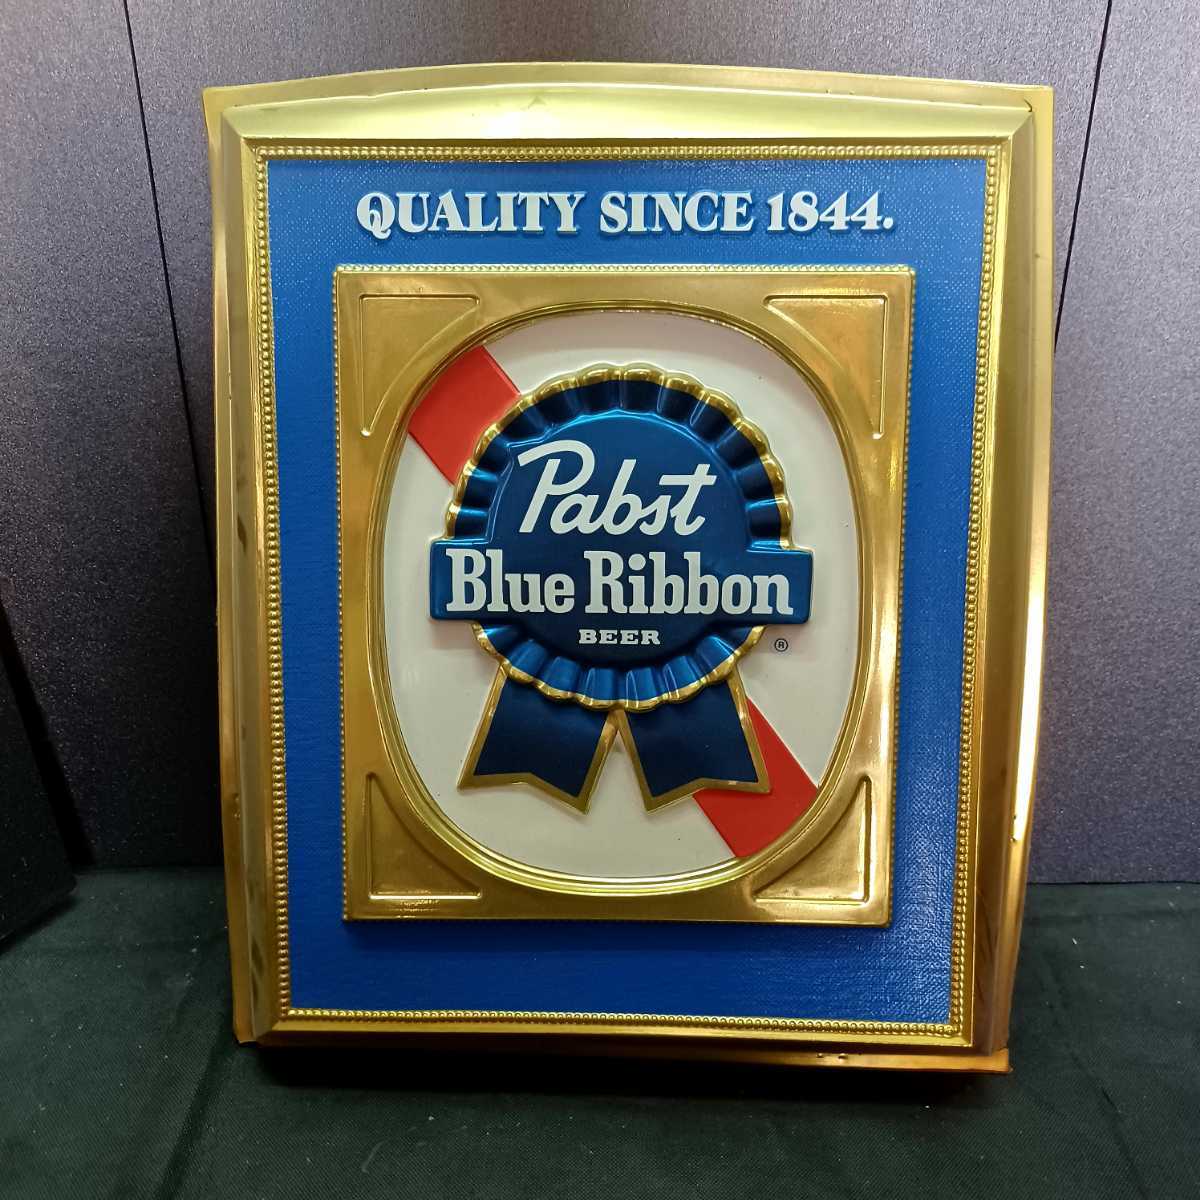 QUALITY SINCE 1844.
Pabst
Blue Ribbon
BEER
®